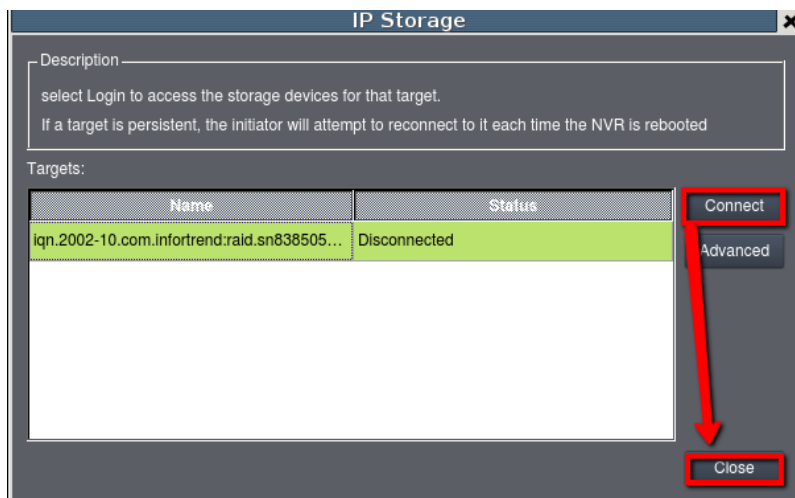 IP Storage
Description
select Login to access the storage devices for that target.
If a target is persistent, the initiator will attempt to reconnect to it each time the NVR is rebooted
Targets:
Name Status Connect
iqn.2002-10.com.infortrend:raid.sn838505... Disconnected
Advanced
Close